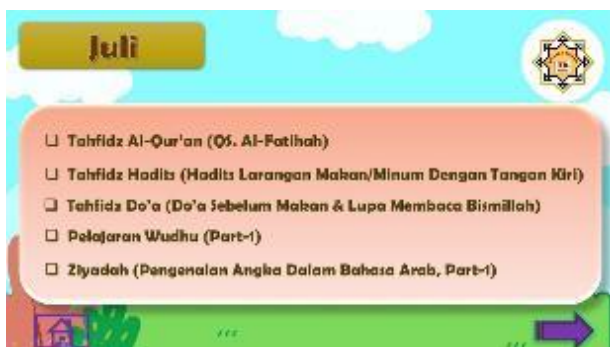 Juli
Tahfidz Al-Qur'an (QS. Al-Fatihah)
Tahfidz Hadits (Hadits Larangan Makan/Minum Dengan Tangan Kiri)
Tahfidz Do'a (Do'a Sebelum Makan & Lupa Membaca Bismillah)
Pelajaran Wudhu (Part-1)
Ziyadah (Pengenalan Angka Dalam Bahasa Arab, Part-1)